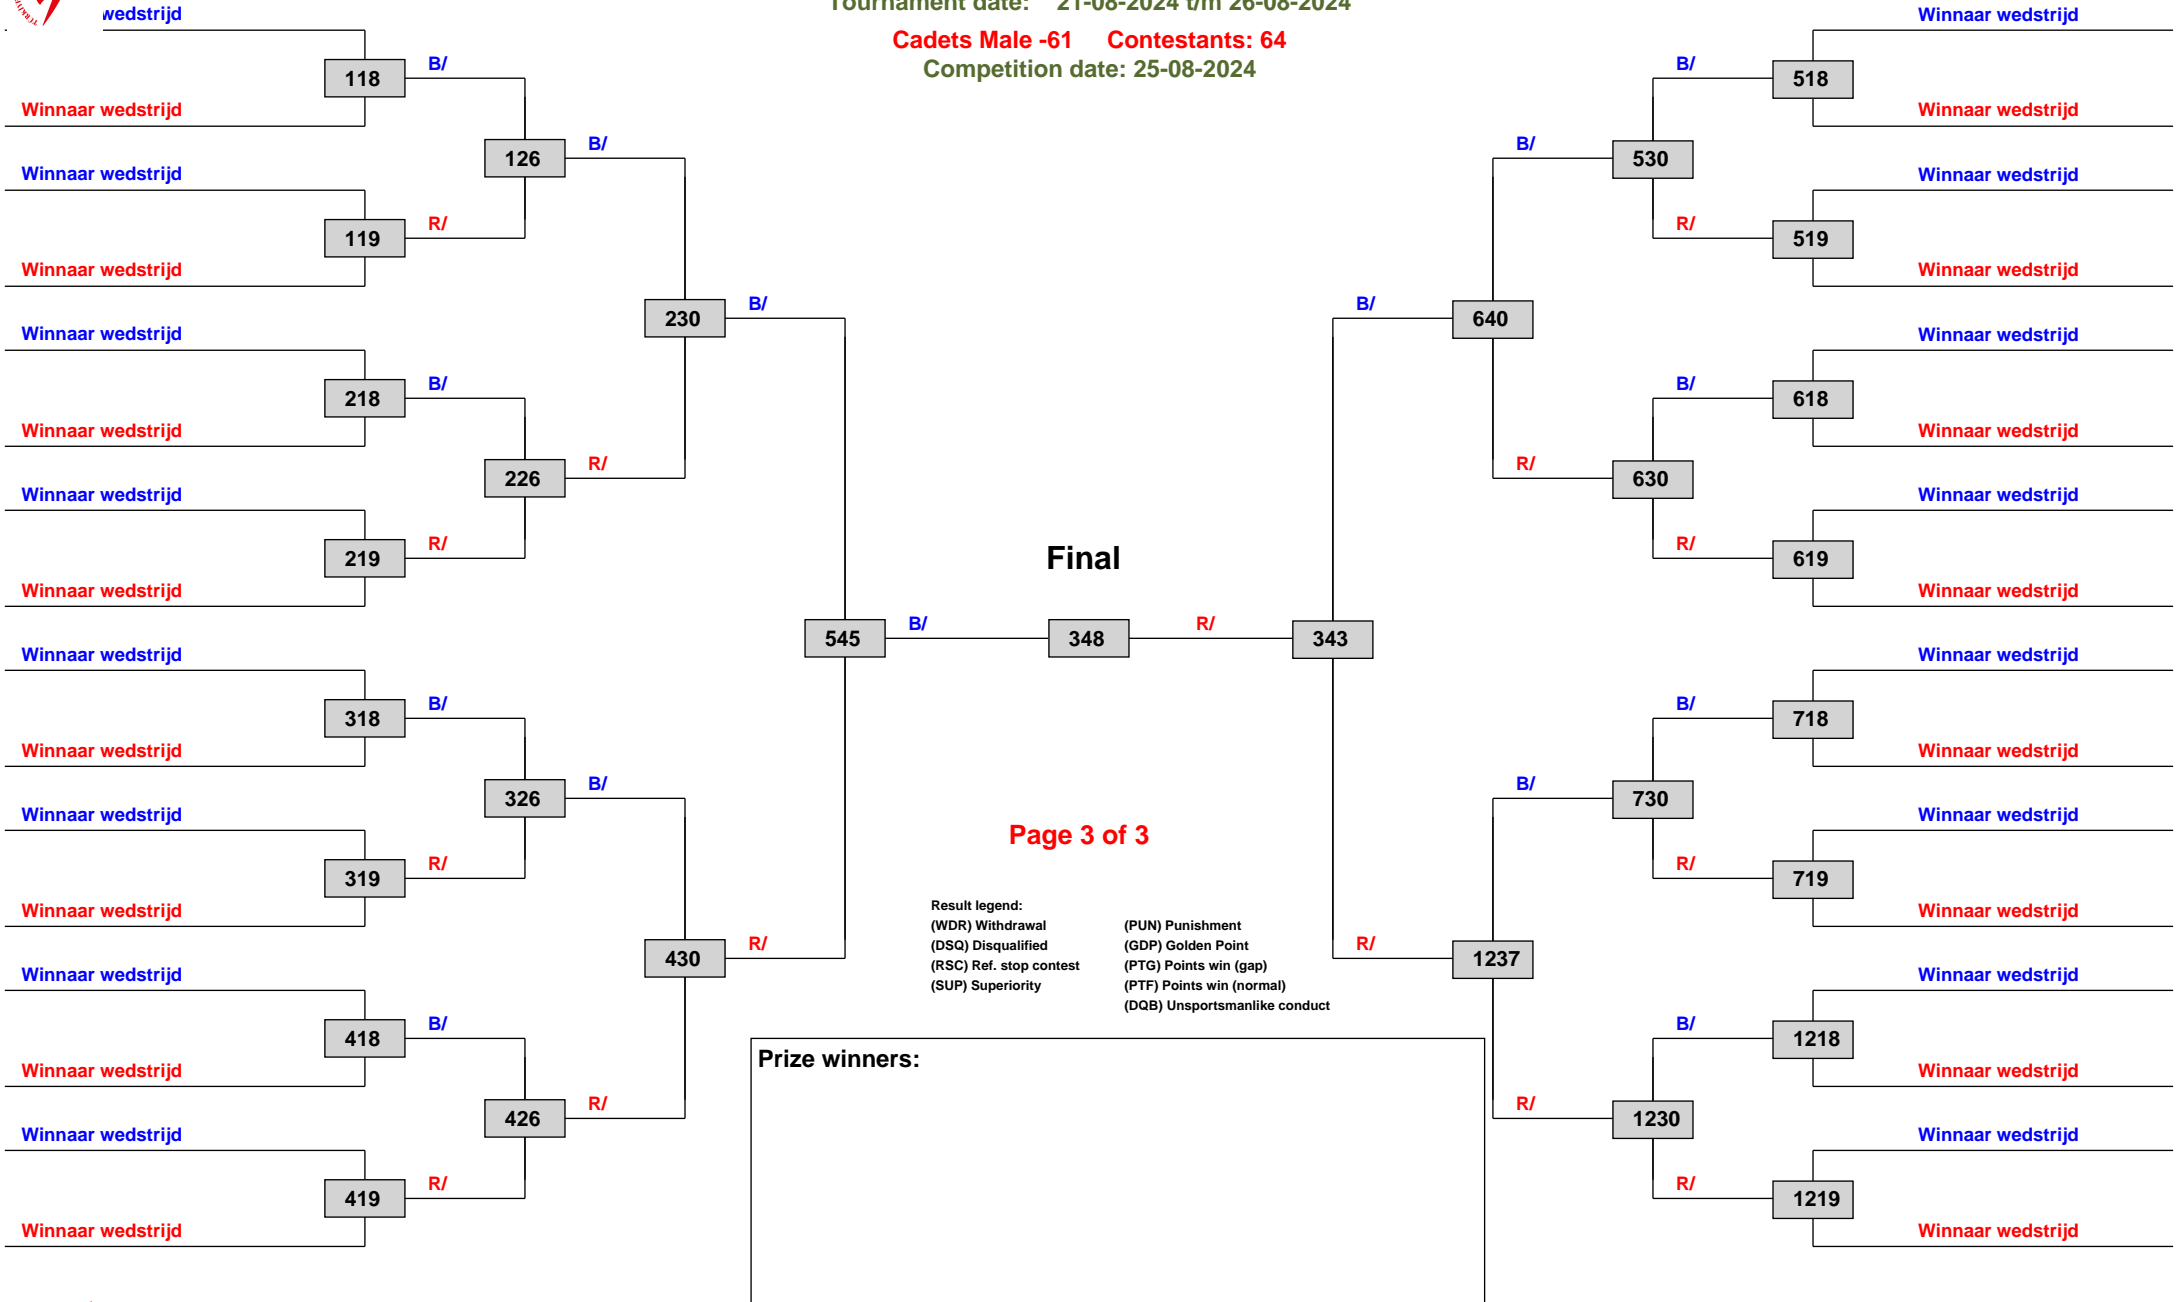 Tournament date: 21-08-2024 t/m 26-08-2024
Cadets Male -61 Contestants: 64
Competition date: 25-08-2024
wedstrijd
118
B/
Winnaar wedstrijd
126
B/
Winnaar wedstrijd
119
R/
Winnaar wedstrijd
230
B/
Winnaar wedstrijd
218
B/
Winnaar wedstrijd
226
R/
Winnaar wedstrijd
219
R/
Winnaar wedstrijd
545
B/
Winnaar wedstrijd
318
B/
Winnaar wedstrijd
326
B/
Winnaar wedstrijd
319
R/
Winnaar wedstrijd
430
R/
Winnaar wedstrijd
418
B/
Winnaar wedstrijd
426
R/
Winnaar wedstrijd
419
R/
Winnaar wedstrijd
Final
348
R/
343
Page 3 of 3
Result legend:
(WDR) Withdrawal
(DSQ) Disqualified
(RSC) Ref. stop contest
(SUP) Superiority
(PUN) Punishment
(GDP) Golden Point
(PTG) Points win (gap)
(PTF) Points win (normal)
(DQB) Unsportsmanlike conduct
Prize winners:
Winnaar wedstrijd
B/
518
Winnaar wedstrijd
B/
530
Winnaar wedstrijd
R/
519
Winnaar wedstrijd
B/
640
Winnaar wedstrijd
B/
618
Winnaar wedstrijd
R/
630
Winnaar wedstrijd
R/
619
Winnaar wedstrijd
Winnaar wedstrijd
B/
718
Winnaar wedstrijd
B/
730
Winnaar wedstrijd
R/
719
Winnaar wedstrijd
R/
1237
Winnaar wedstrijd
B/
1218
Winnaar wedstrijd
R/
1230
Winnaar wedstrijd
R/
1219
Winnaar wedstrijd